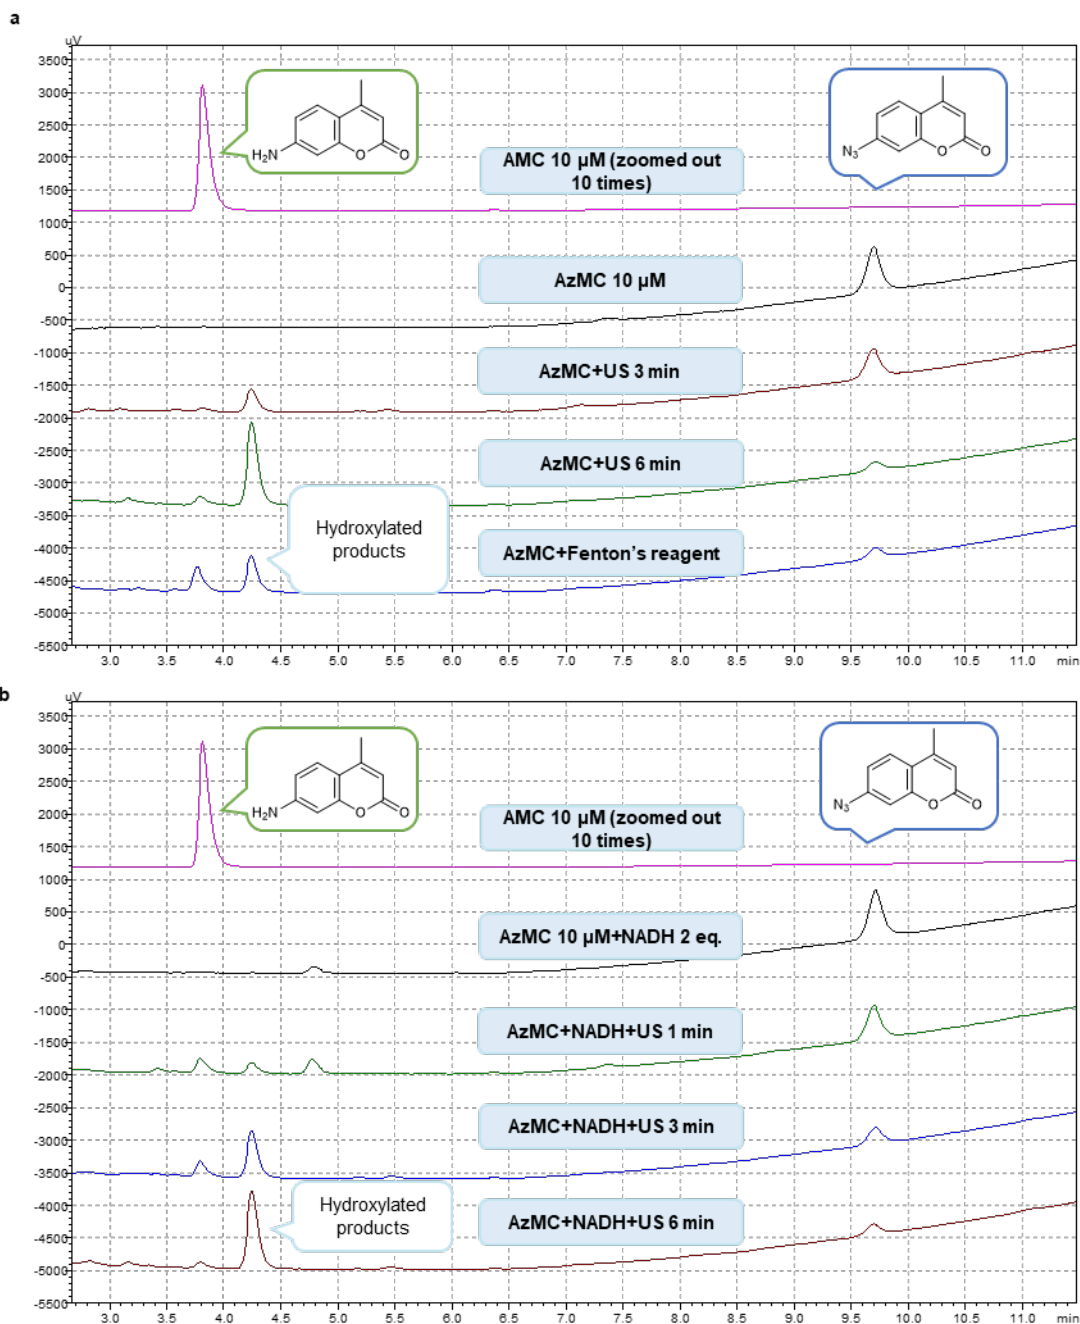 a
uV
3500
3000
2500
2000
1500
1000
500
0
-500
-1000
-1500
-2000
-2500
-3000
-3500
-4000
-4500
-5000
-5500
H₂N
O
O
N₃
O
O
AMC 10 µM (zoomed out
10 times)
AzMC 10 µM
AzMC+US 3 min
AzMC+US 6 min
Hydroxylated
products
AzMC+Fenton's reagent
3.0 3.5 4.0 4.5 5.0 5.5 6.0 6.5 7.0 7.5 8.0 8.5 9.0 9.5 10.0 10.5 11.0 min
b
uV
3500
3000
2500
2000
1500
1000
500
0
-500
-1000
-1500
-2000
-2500
-3000
-3500
-4000
-4500
-5000
-5500
H₂N
O
O
N₃
O
O
AMC 10 µM (zoomed out
10 times)
AzMC 10 µM+NADH 2 eq.
AzMC+NADH+US 1 min
AzMC+NADH+US 3 min
Hydroxylated
products
AzMC+NADH+US 6 min
3.0 3.5 4.0 4.5 5.0 5.5 6.0 6.5 7.0 7.5 8.0 8.5 9.0 9.5 10.0 10.5 11.0 min